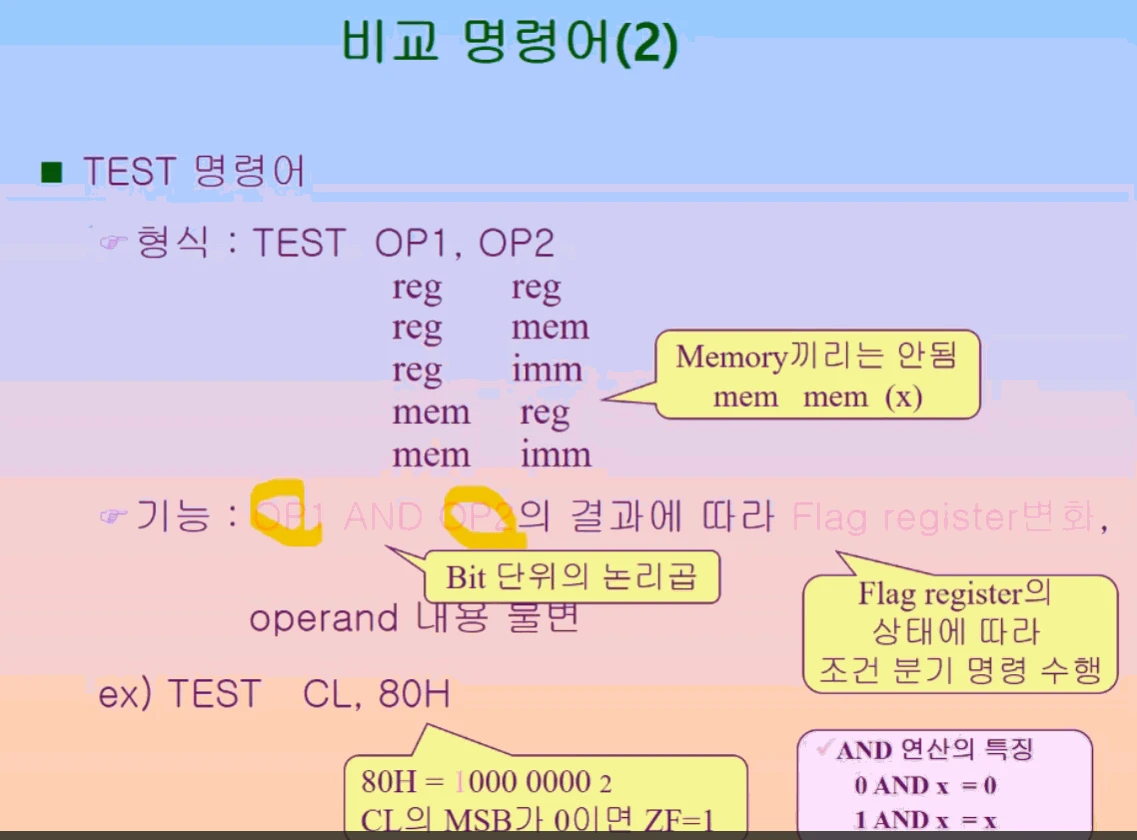 비교 명령어(2)
■ TEST 명령어
☞ 형식 : TEST OP1, OP2
reg reg
reg mem
reg imm
mem reg
mem imm
Memory끼리는 안됨
mem mem (x)
☞ 기능 : OP1 AND OP2의 결과에 따라 Flag register변화,
Bit 단위의 논리곱
operand 내용 불변
Flag register의
상태에 따라
조건 분기 명령 수행
ex) TEST CL, 80H
80H = 1000 0000 2
CL의 MSB가 0이면 ZF=1
✓AND 연산의 특징
0 AND x = 0
1 AND x = x